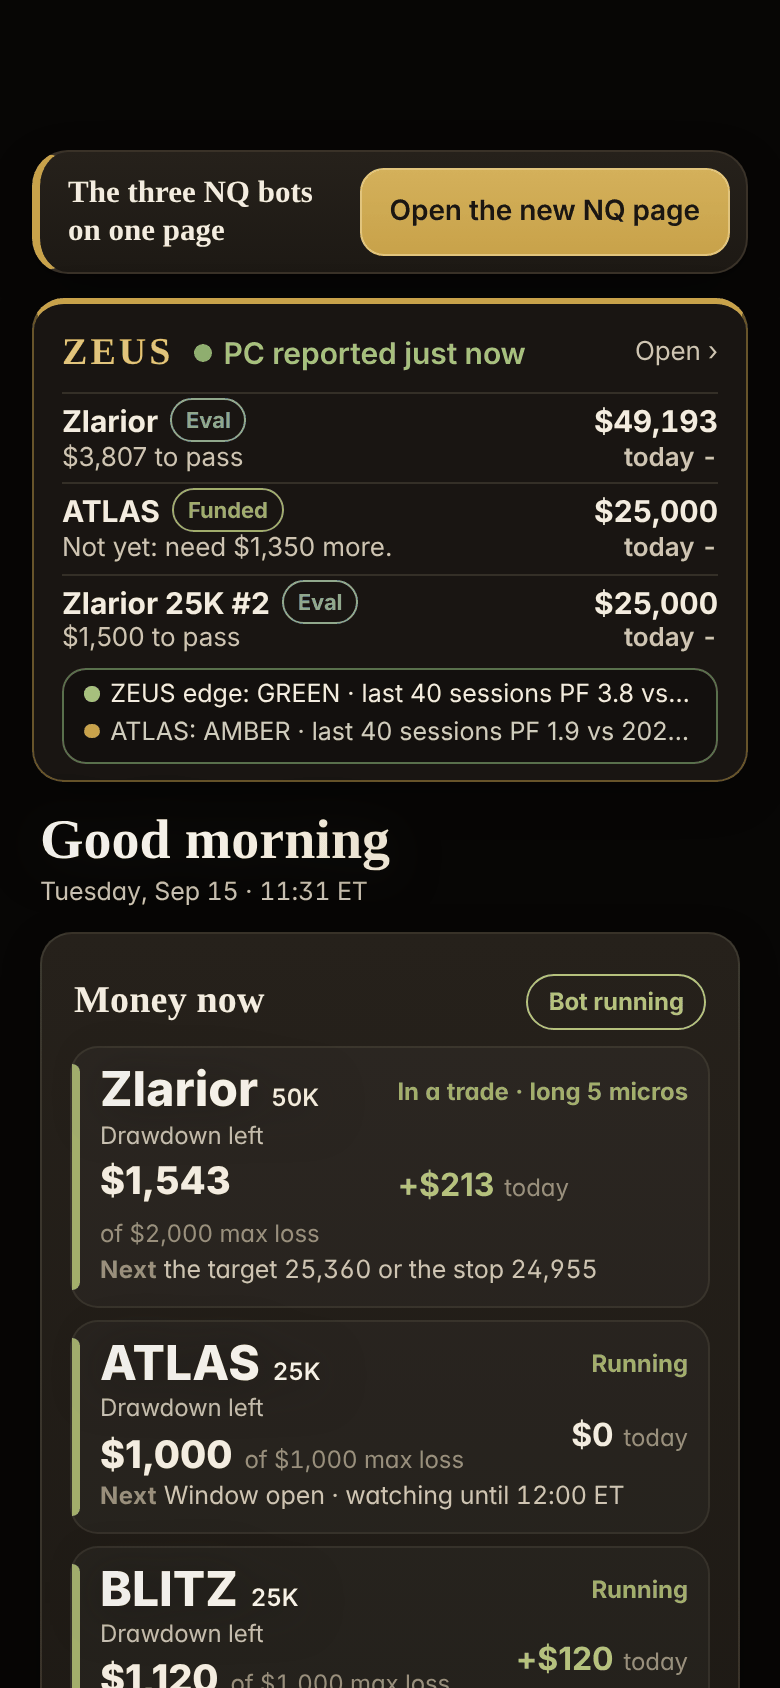 The three NQ bots
on one page
Open the new NQ page
ZEUS PC reported just now Open ›
Zlarior Eval $49,193
$3,807 to pass today -
ATLAS Funded $25,000
Not yet: need $1,350 more. today -
Zlarior 25K #2 Eval $25,000
$1,500 to pass today -
ZEUS edge: GREEN · last 40 sessions PF 3.8 vs...
ATLAS: AMBER · last 40 sessions PF 1.9 vs 202...
Good morning
Tuesday, Sep 15 · 11:31 ET
Money now Bot running
Zlarior 50K In a trade · long 5 micros
Drawdown left
$1,543 +$213 today
of $2,000 max loss
Next the target 25,360 or the stop 24,955
ATLAS 25K Running
Drawdown left
$1,000 of $1,000 max loss $0 today
Next Window open · watching until 12:00 ET
BLITZ 25K Running
Drawdown left
$1,120 of $1,000 max loss +$120 today